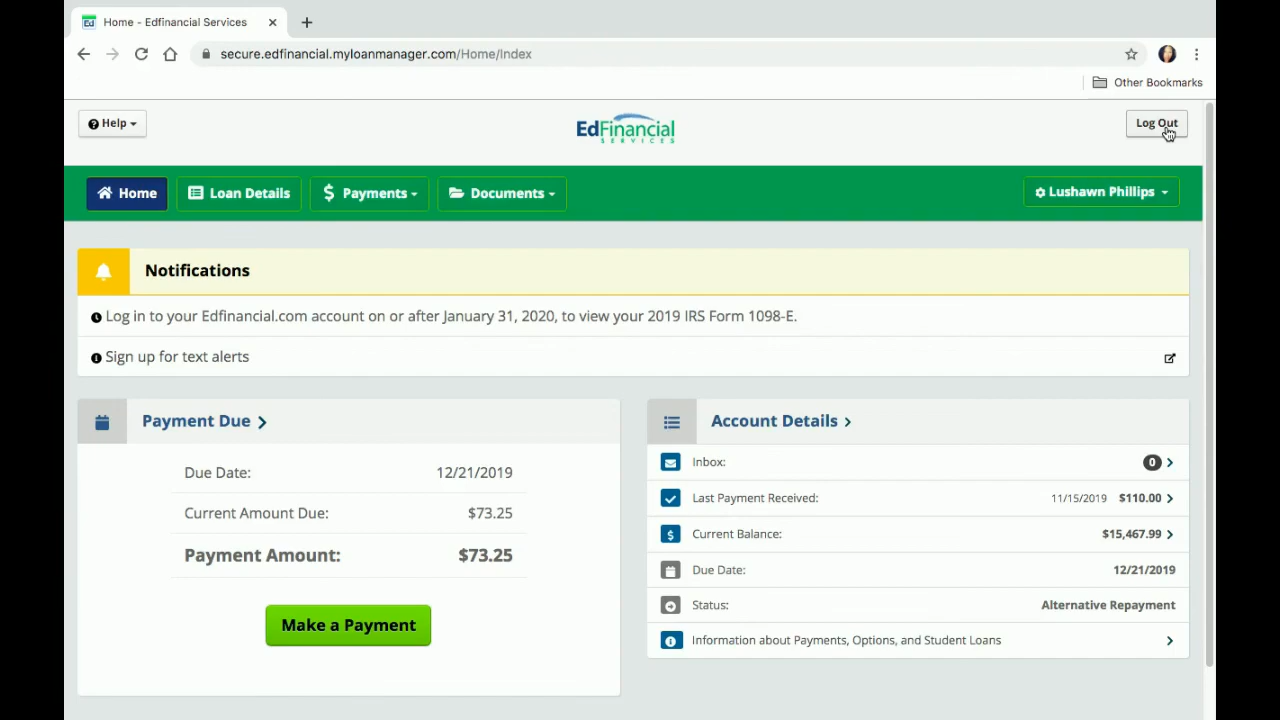 Home - Edfinancial Services
secure.edfinancial.myloanmanager.com/Home/Index
Other Bookmarks
Help
EdFinancial
SERVICES
Log Out
Home
Loan Details
Payments
Documents
Lushawn Phillips
Notifications
Log in to your Edfinancial.com account on or after January 31, 2020, to view your 2019 IRS Form 1098-E.
Sign up for text alerts
Payment Due
Due Date: 12/21/2019
Current Amount Due: $73.25
Payment Amount: $73.25
Make a Payment
Account Details
Inbox: 0
Last Payment Received: 11/15/2019 $110.00
Current Balance: $15,467.99
Due Date: 12/21/2019
Status: Alternative Repayment
Information about Payments, Options, and Student Loans